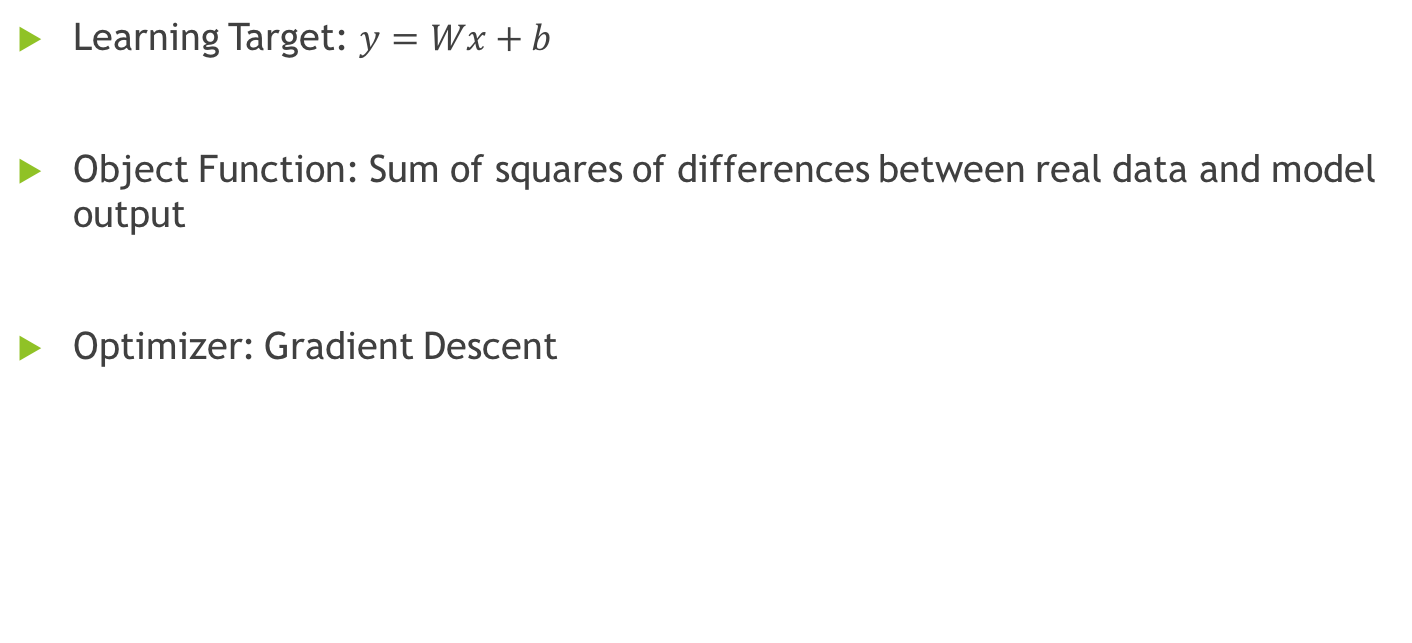 Learning Target: 𝑦 = 𝑊𝑥 + 𝑏
Object Function: Sum of squares of differences between real data and model
output
Optimizer: Gradient Descent